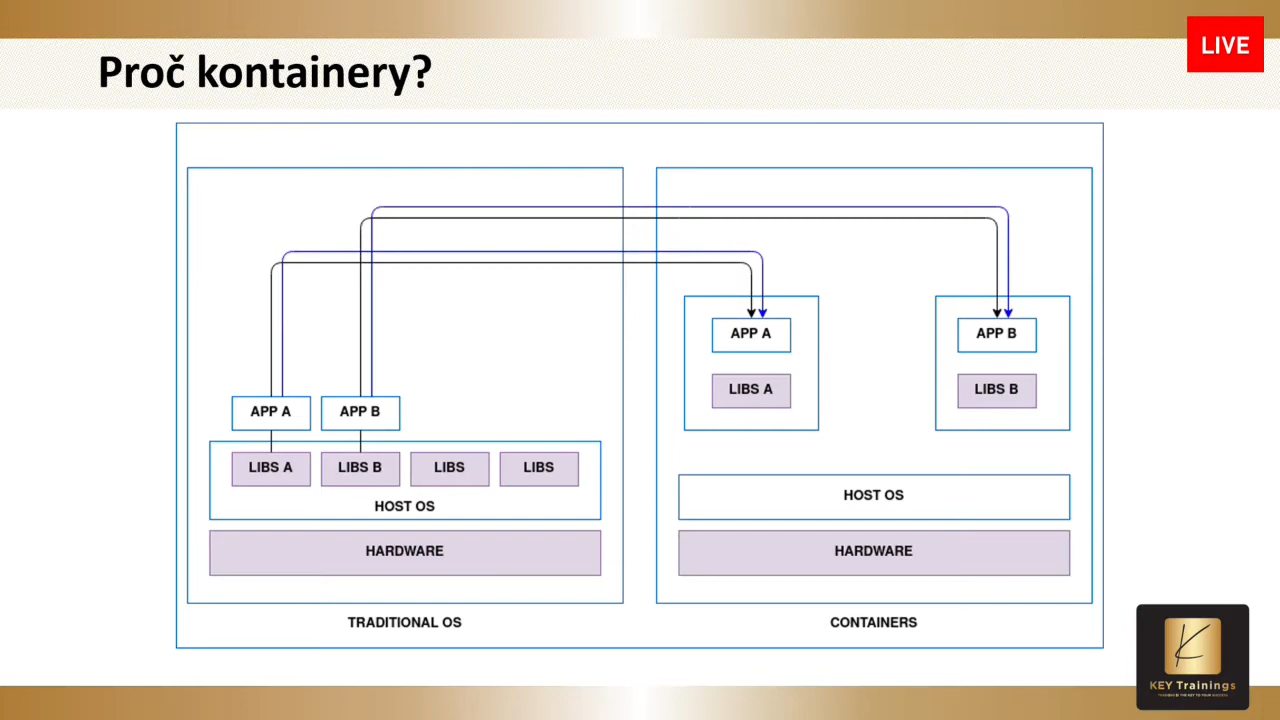 Proč kontainery?
LIVE
APP A
APP B
LIBS A
LIBS B
LIBS
LIBS
HOST OS
HARDWARE
TRADITIONAL OS
APP A
APP B
LIBS A
LIBS B
HOST OS
HARDWARE
CONTAINERS
KEY Trainings